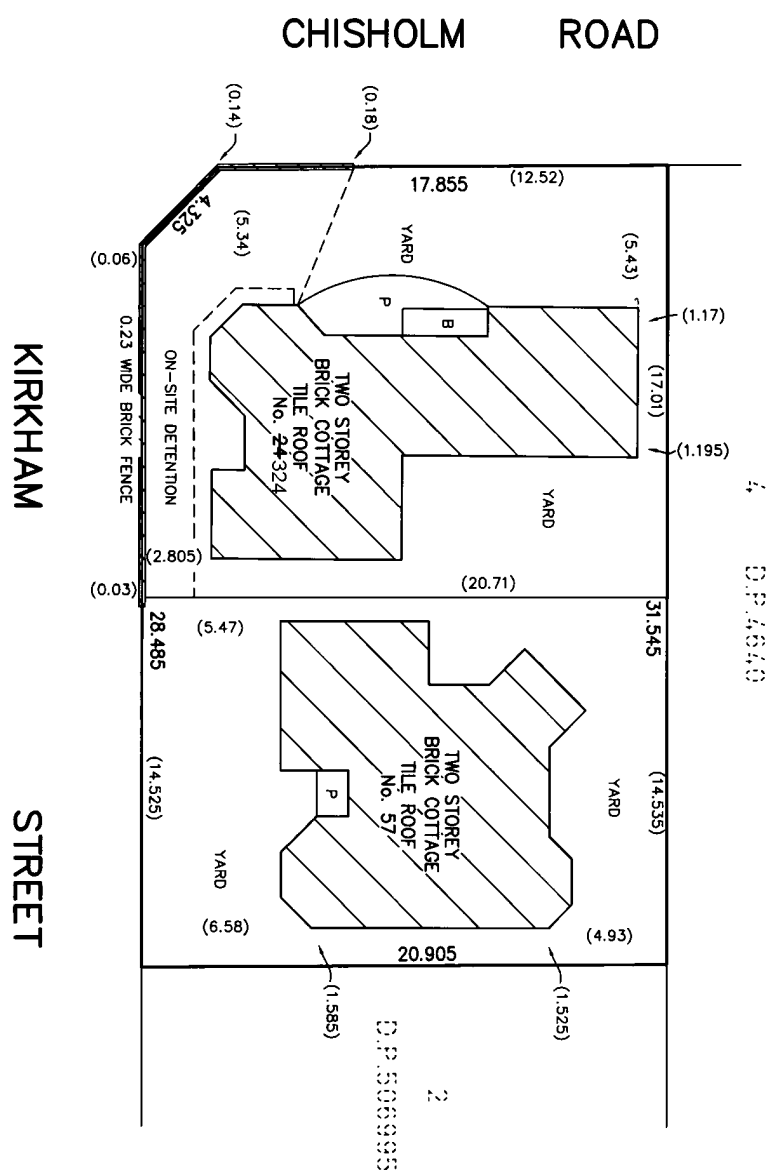 CHISHOLM ROAD
(0.14)
(0.18)
17.855
(12.52)
4.325
(5.34)
YARD
(5.43)
(0.06)
P
B
(1.17)
(17.01)
(1.195)
0.23 WIDE BRICK FENCE
ON-SITE DETENTION
TWO STOREY
BRICK COTTAGE
TILE ROOF
No. 24 324
YARD
(2.805)
(0.03)
(20.71)
4 D.P.4640
KIRKHAM STREET
28.485
(5.47)
31.545
(14.525)
P
TWO STOREY
BRICK COTTAGE
TILE ROOF
No. 57
YARD
(14.535)
YARD
(6.58)
(4.93)
20.905
(1.585)
(1.525)
2
D.P.506995